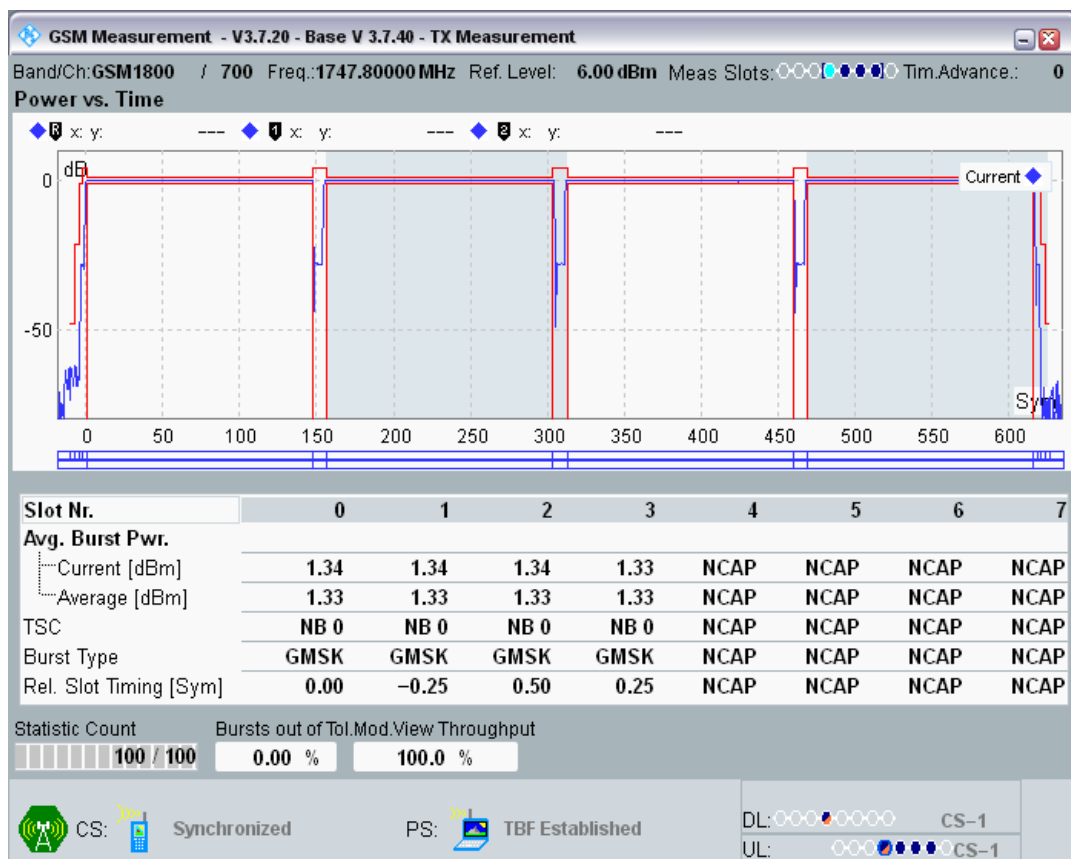 GSM Measurement - V3.7.20 - Base V 3.7.40 - TX Measurement
Band/Ch:GSM1800 / 700 Freq.:1747.80000 MHz Ref. Level: 6.00 dBm Meas Slots: Tim.Advance.: 0
Power vs. Time
R x: y: --- 1 x: y: --- 2 x: y: ---
dB
Current
0
-50
Sym
0 50 100 150 200 250 300 350 400 450 500 550 600
Slot Nr. 0 1 2 3 4 5 6 7
Avg. Burst Pwr.
Current [dBm] 1.34 1.34 1.34 1.33 NCAP NCAP NCAP NCAP
Average [dBm] 1.33 1.33 1.33 1.33 NCAP NCAP NCAP NCAP
TSC NB 0 NB 0 NB 0 NB 0 NCAP NCAP NCAP NCAP
Burst Type GMSK GMSK GMSK GMSK NCAP NCAP NCAP NCAP
Rel. Slot Timing [Sym] 0.00 −0.25 0.50 0.25 NCAP NCAP NCAP NCAP
Statistic Count Bursts out of Tol.Mod.View Throughput
100 / 100 0.00 % 100.0 %
CS: Synchronized PS: TBF Established DL: CS−1
UL: CS−1